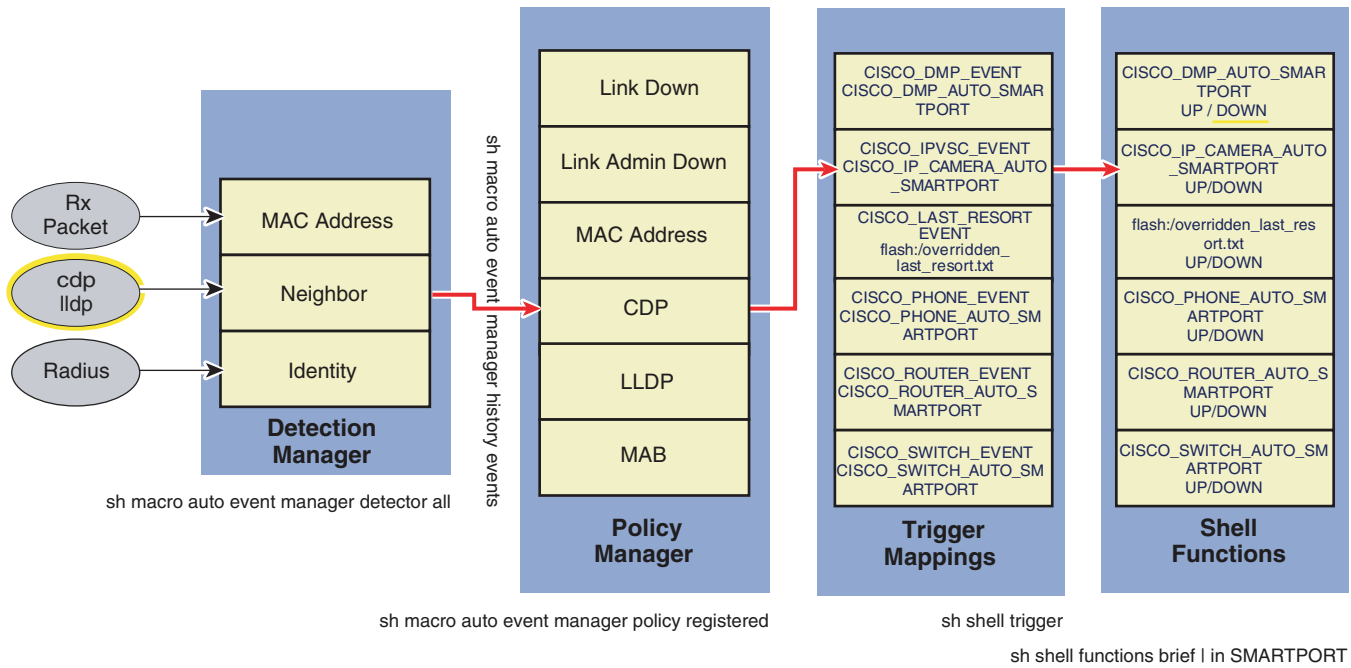 Rx
Packet
cdp
lldp
Radius
MAC Address
Neighbor
Identity
Detection
Manager
sh macro auto event manager detector all
sh macro auto event manager history events
Link Down
Link Admin Down
MAC Address
CDP
LLDP
MAB
Policy
Manager
sh macro auto event manager policy registered
CISCO_DMP_EVENT
CISCO_DMP_AUTO_SMAR
TPORT
CISCO_IPVSC_EVENT
CISCO_IP_CAMERA_AUTO
_SMARTPORT
CISCO_LAST_RESORT
EVENT
flash:/overridden_
last_resort.txt
CISCO_PHONE_EVENT
CISCO_PHONE_AUTO_SM
ARTPORT
CISCO_ROUTER_EVENT
CISCO_ROUTER_AUTO_S
MARTPORT
CISCO_SWITCH_EVENT
CISCO_SWITCH_AUTO_SM
ARTPORT
Trigger
Mappings
sh shell trigger
CISCO_DMP_AUTO_SMAR
TPORT
UP / DOWN
CISCO_IP_CAMERA_AUTO
_SMARTPORT
UP/DOWN
flash:/overridden_last_res
ort.txt
UP/DOWN
CISCO_PHONE_AUTO_SM
ARTPORT
UP/DOWN
CISCO_ROUTER_AUTO_S
MARTPORT
UP/DOWN
CISCO_SWITCH_AUTO_SM
ARTPORT
UP/DOWN
Shell
Functions
sh shell functions brief | in SMARTPORT